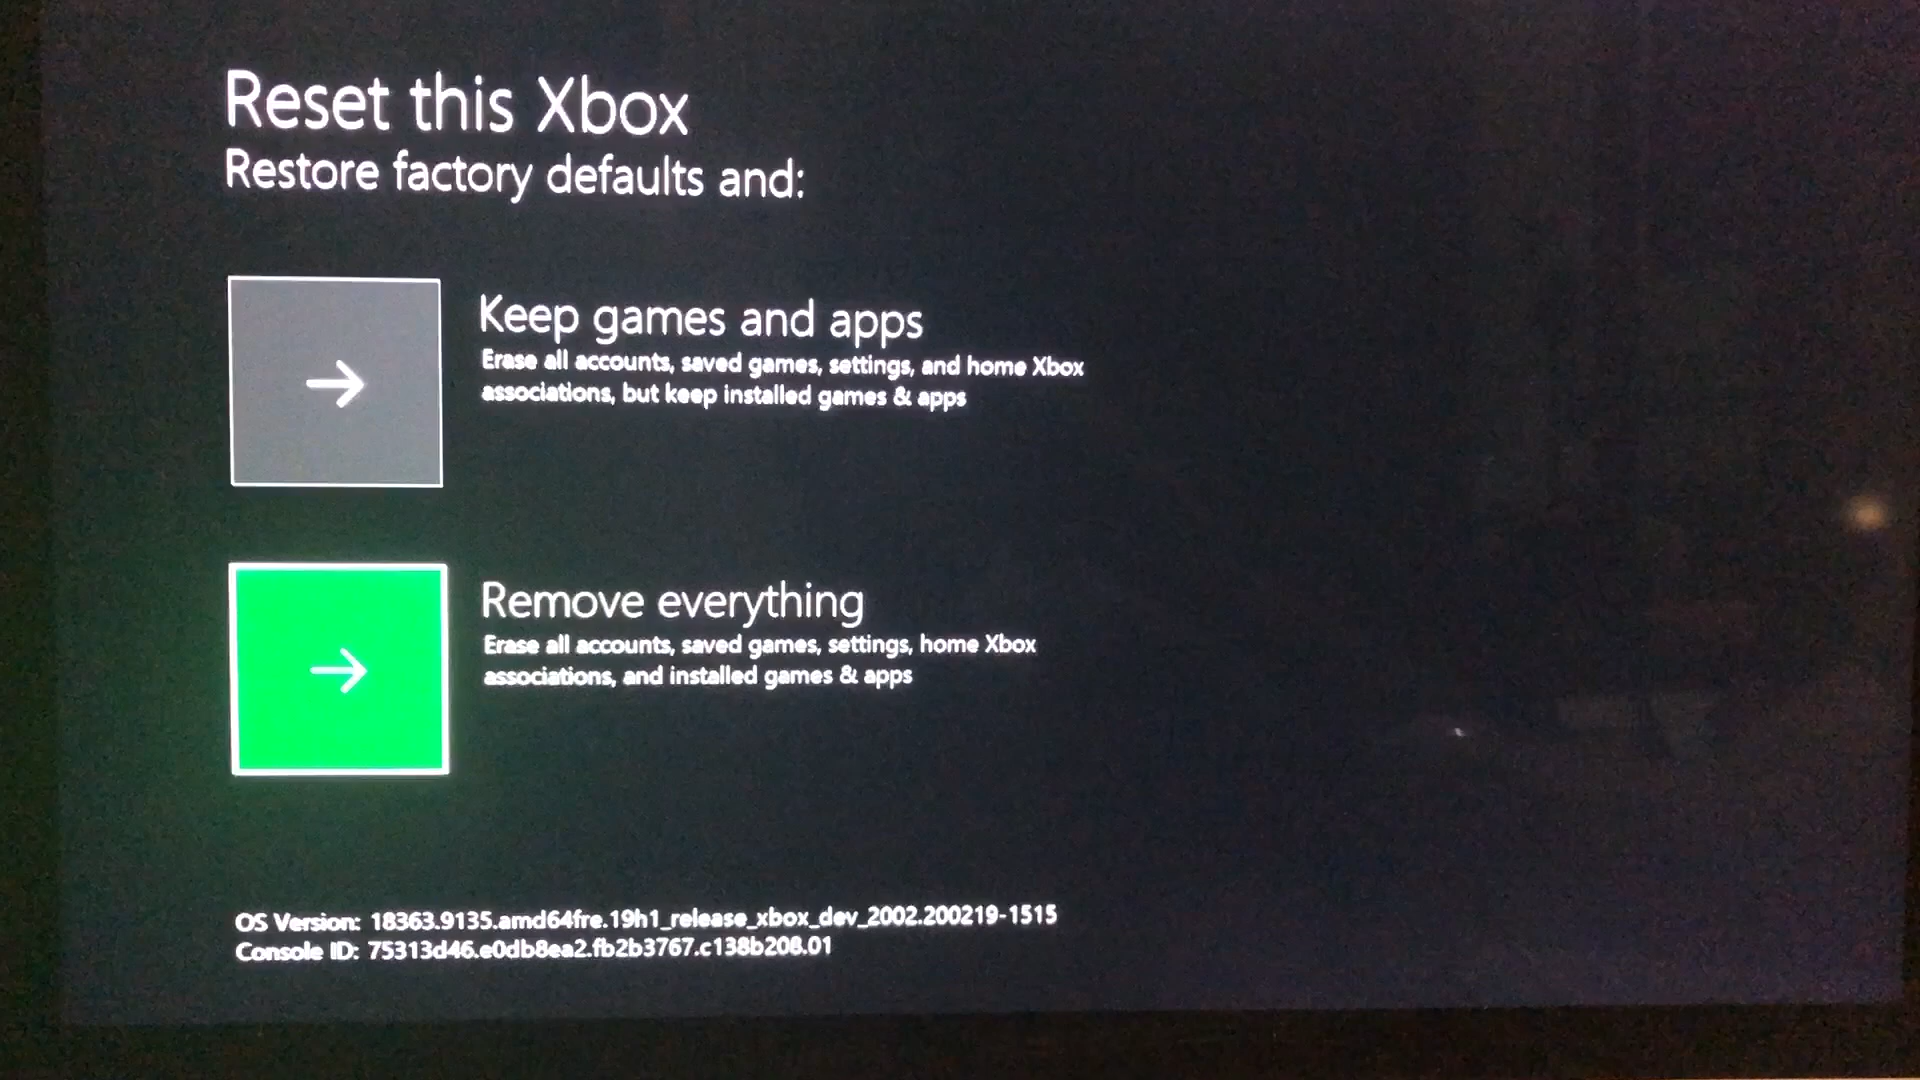 Reset this Xbox
Restore factory defaults and:
Keep games and apps
Erase all accounts, saved games, settings, and home Xbox
associations, but keep installed games & apps
Remove everything
Erase all accounts, saved games, settings, home Xbox
associations, and installed games & apps
OS Version: 18363.9135.amd64fre.19h1_release_xbox_dev_2002.200219-1515
Console ID: 75313d46.e0db8ea2.fb2b3767.c138b208.01